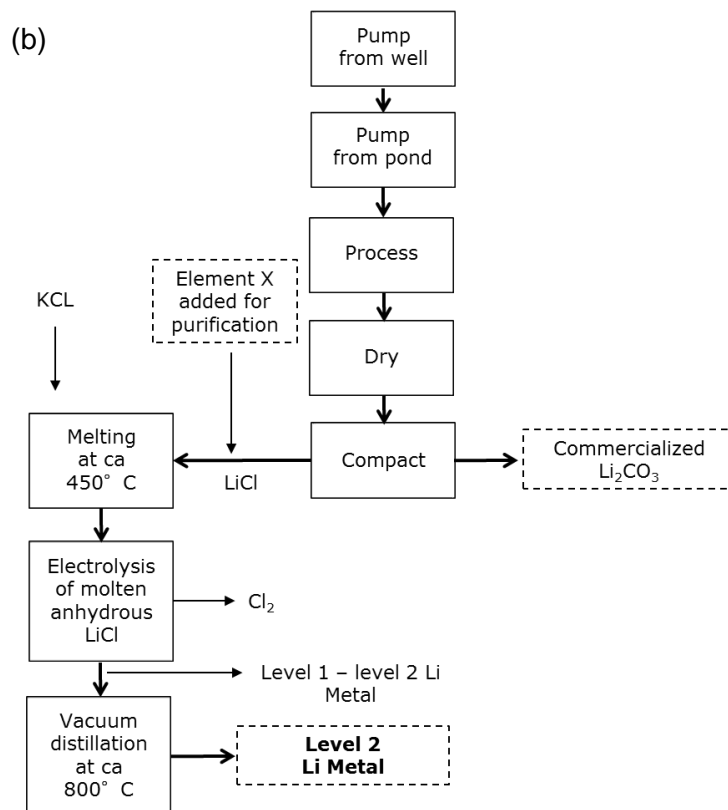 (b)
Pump
from well
Pump
from pond
Process
Element X
added for
purification
KCL
Dry
Melting
at ca
450° C
LiCl
Compact
Commercialized
Li₂CO₃
Electrolysis
of molten
anhydrous
LiCl
Cl₂
Level 1 – level 2 Li
Metal
Vacuum
distillation
at ca
800° C
Level 2
Li Metal